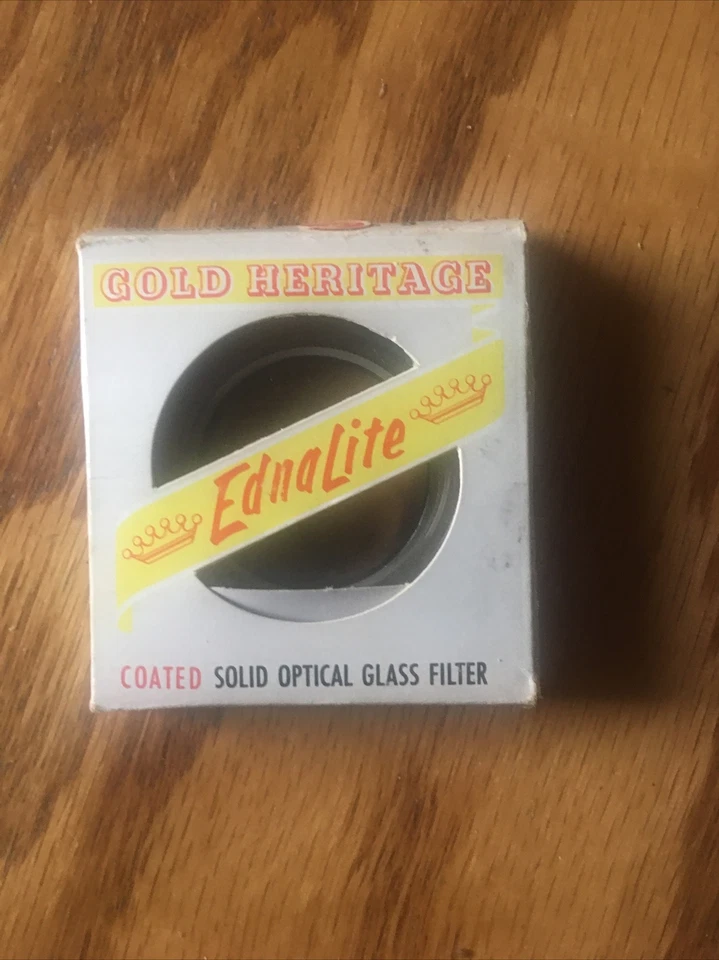 GOLD HERITAGE
EdnaLite
COATED SOLID OPTICAL GLASS FILTER